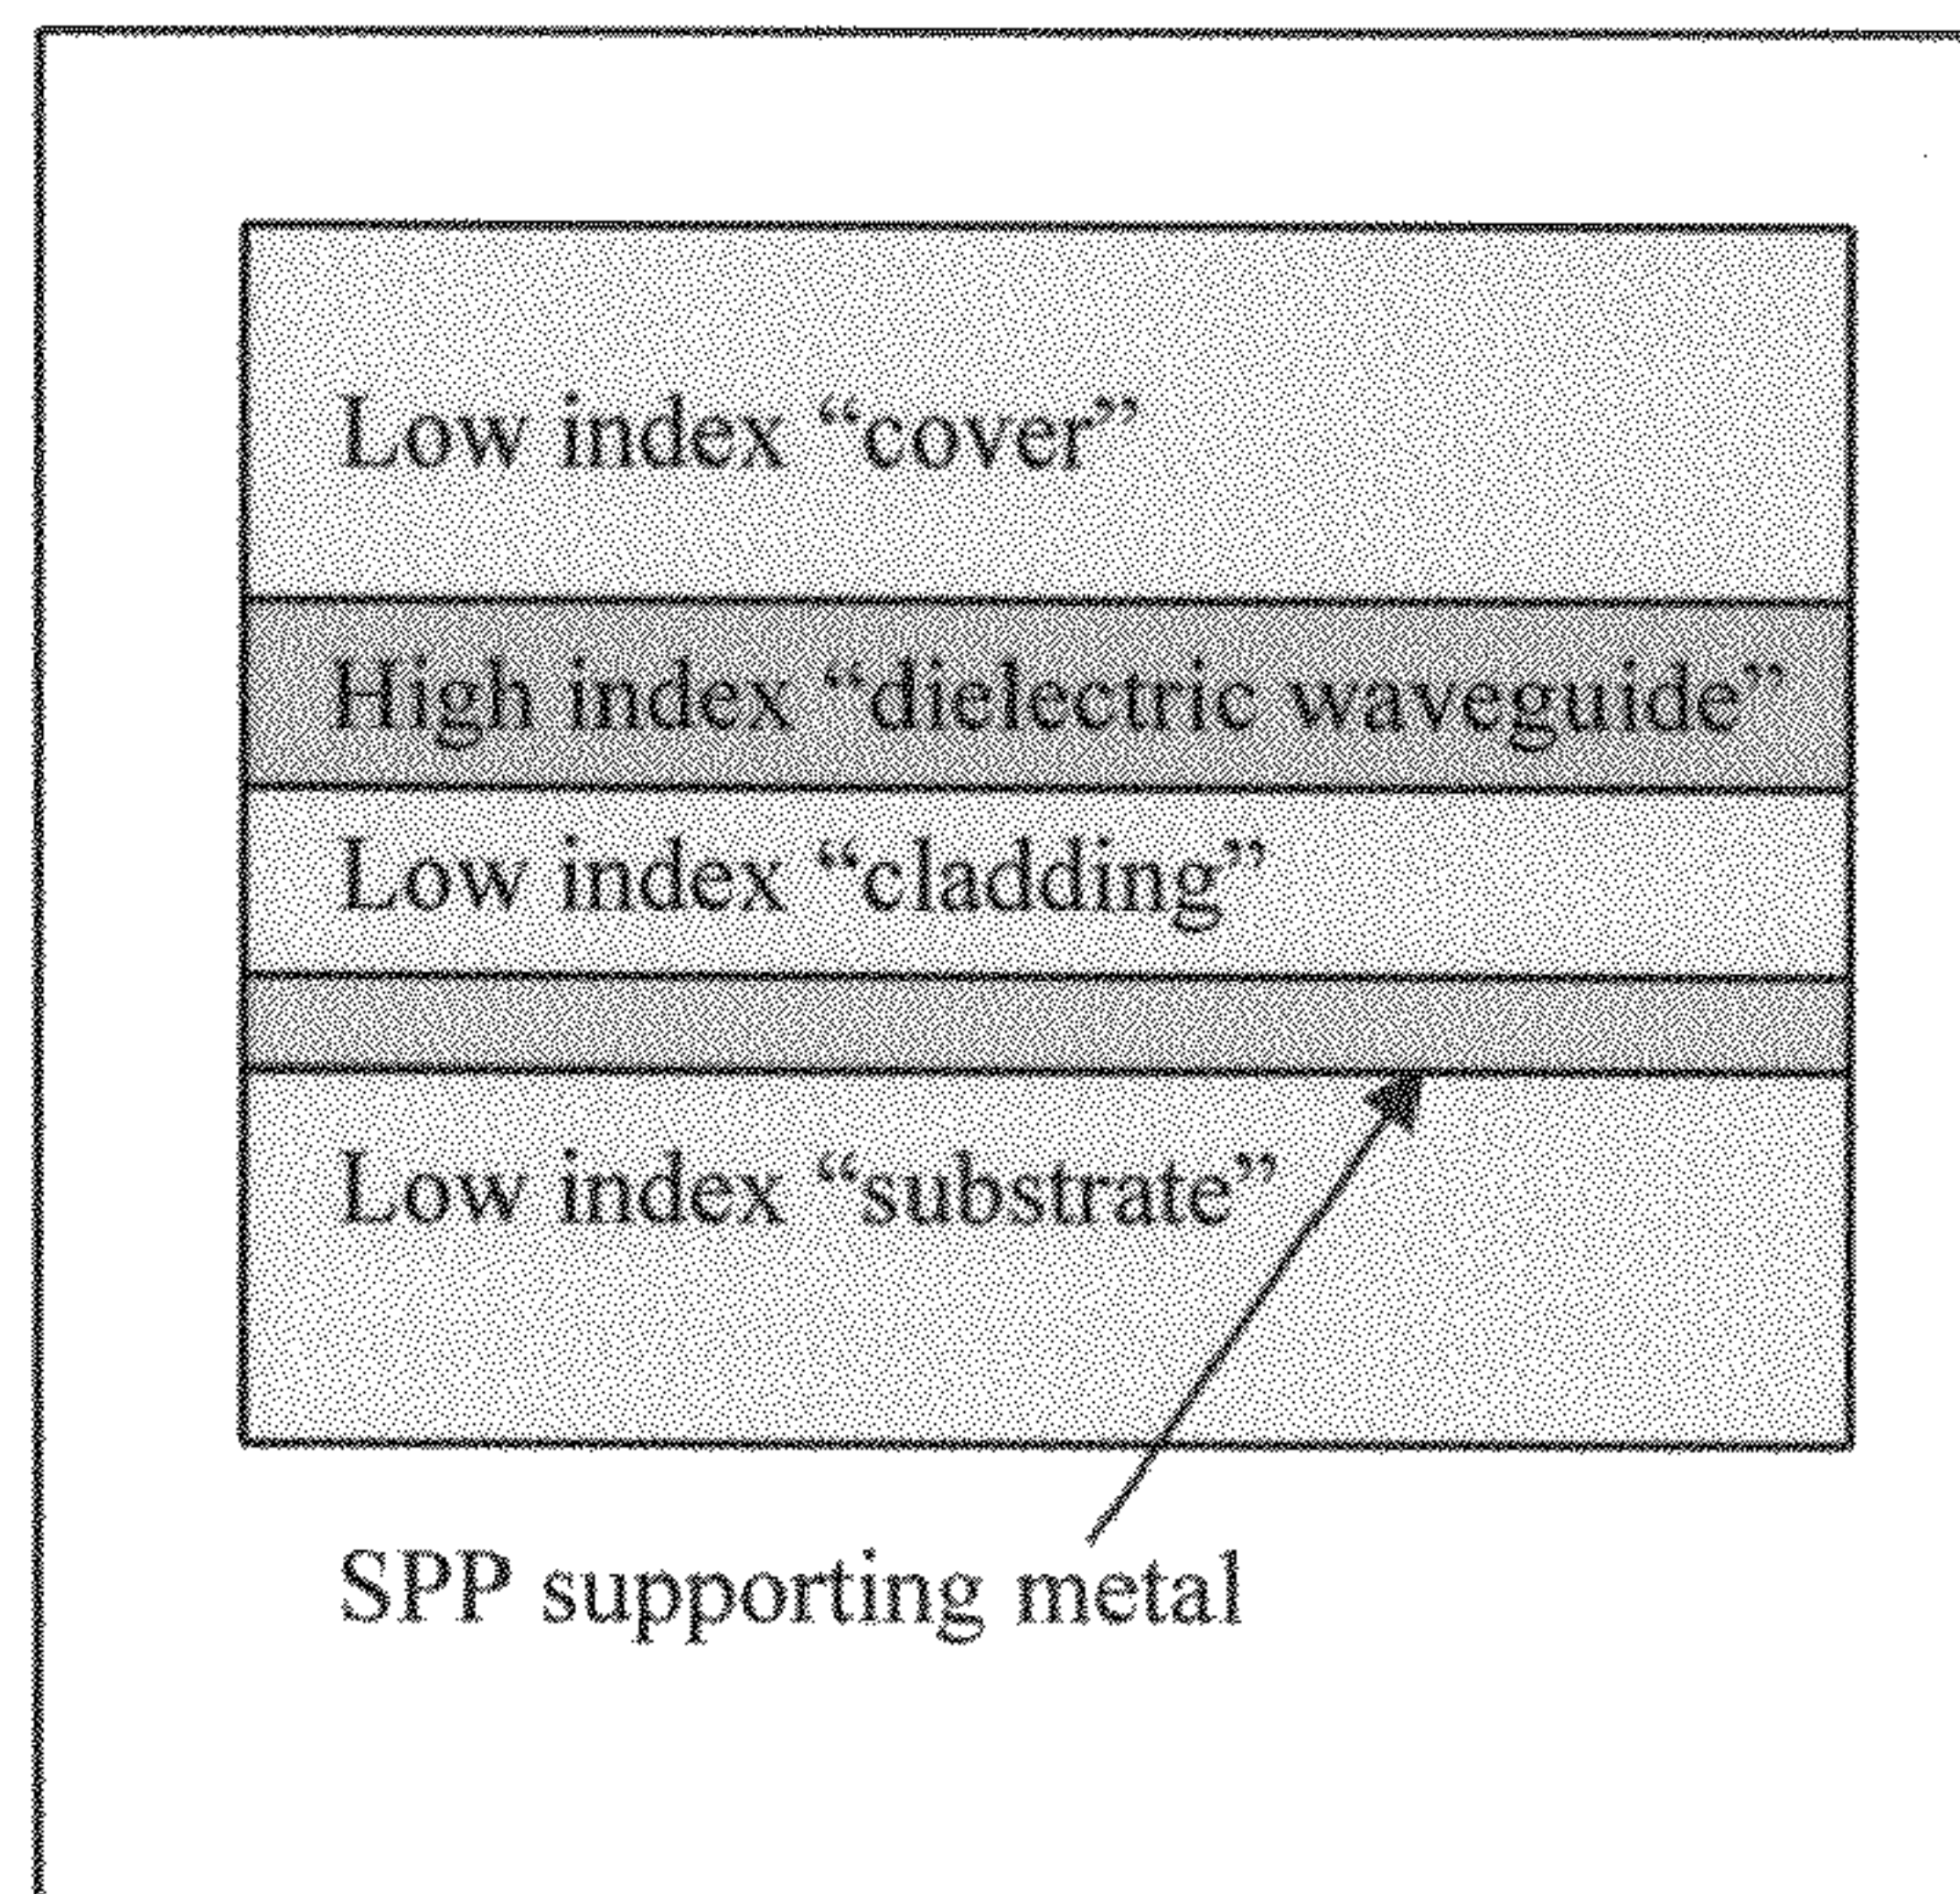 Low index “cover”
High index “dielectric waveguide”
Low index “cladding”
Low index “substrate”
SPP supporting metal